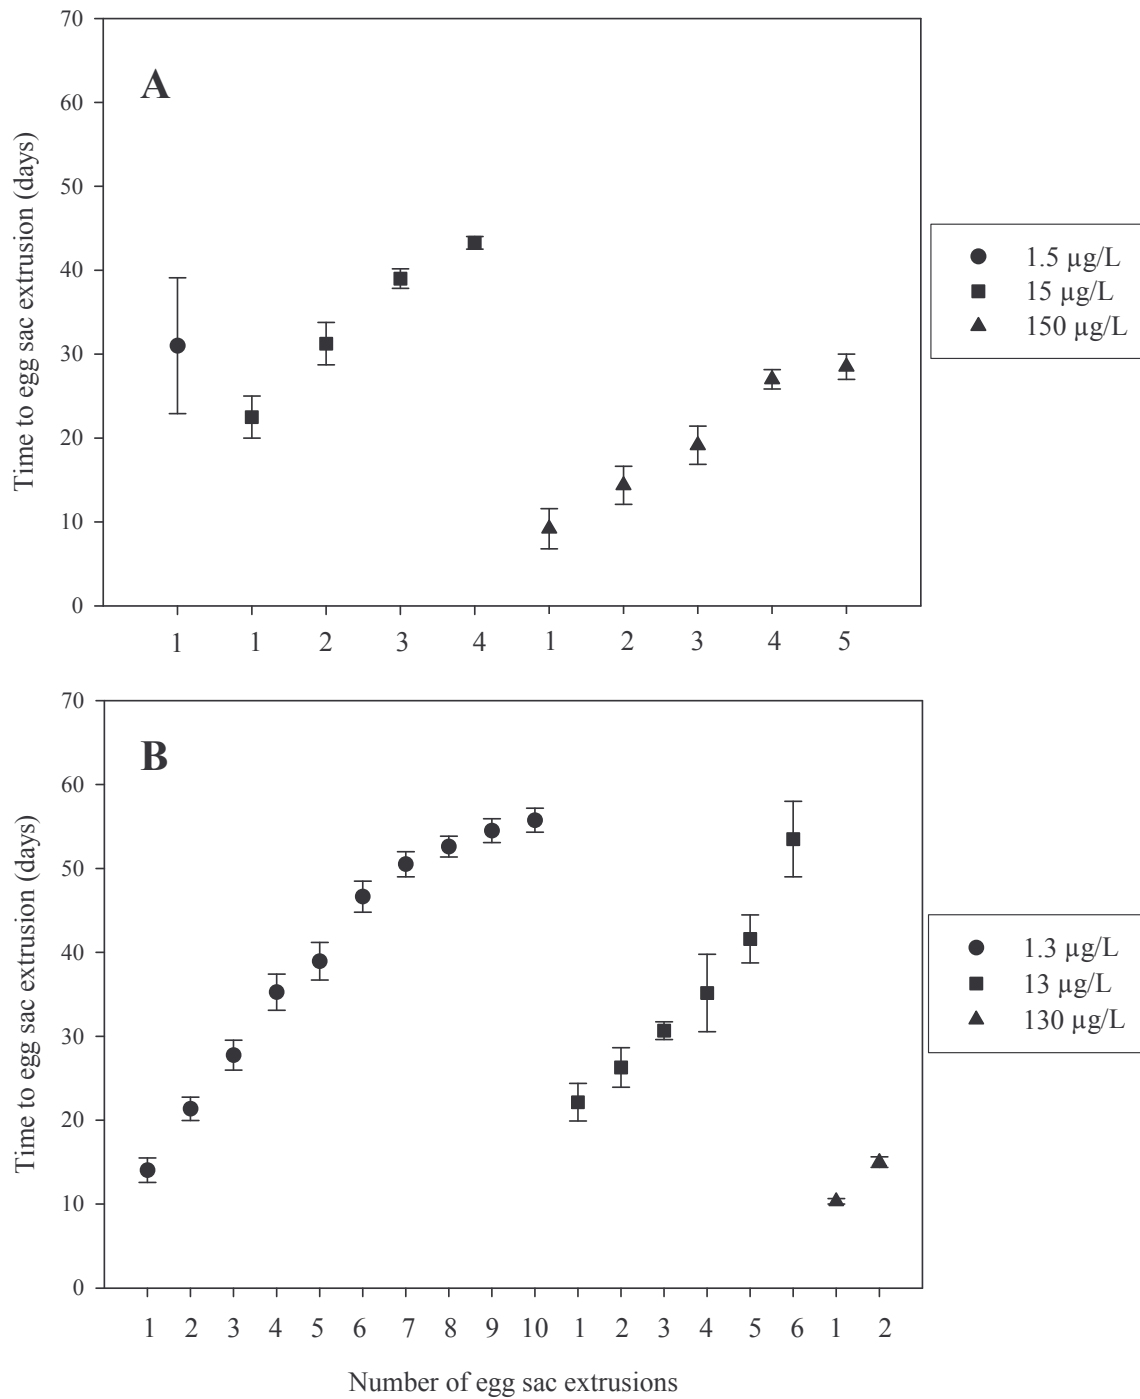 70
60
50
40
30
20
10
0
Time to egg sac extrusion (days)
A
1 1 2 3 4 1 2 3 4 5
1.5 µg/L
15 µg/L
150 µg/L
70
60
50
40
30
20
10
0
Time to egg sac extrusion (days)
B
1 2 3 4 5 6 7 8 9 10 1 2 3 4 5 6 1 2
Number of egg sac extrusions
1.3 µg/L
13 µg/L
130 µg/L